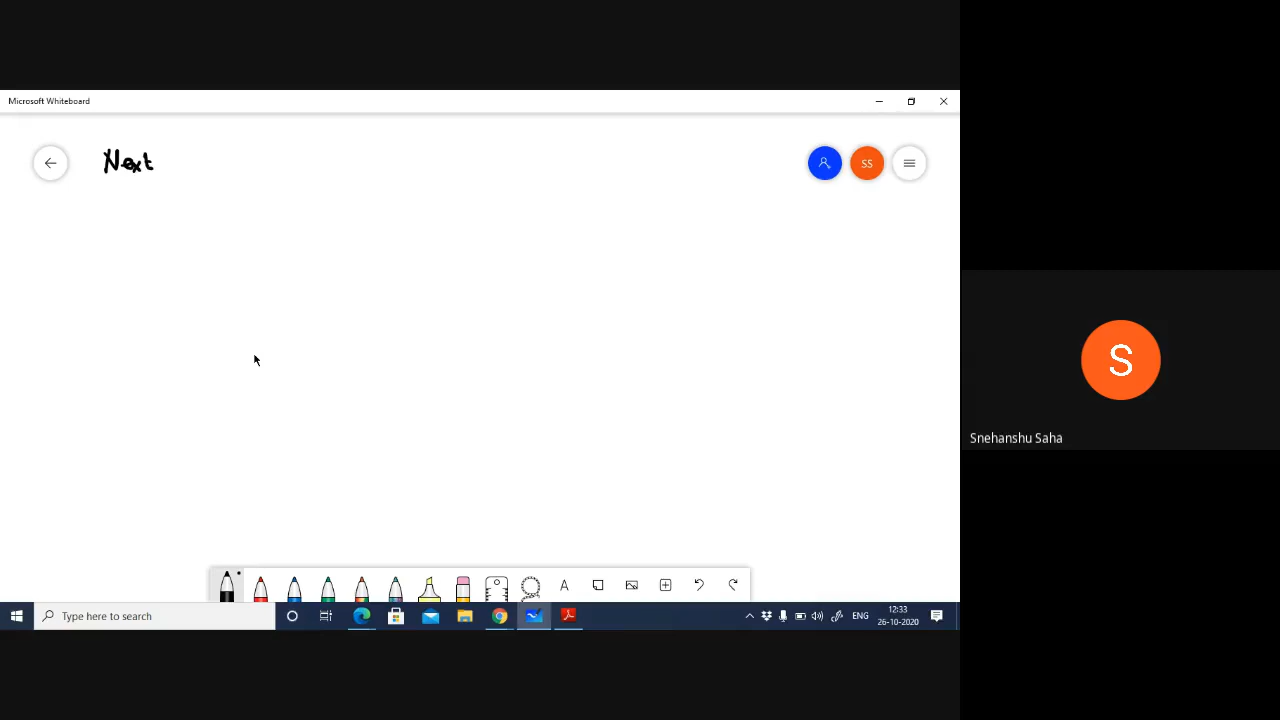 Microsoft Whiteboard
Next
SS
S
Snehanshu Saha
A
Type here to search
ENG
12:33
26-10-2020